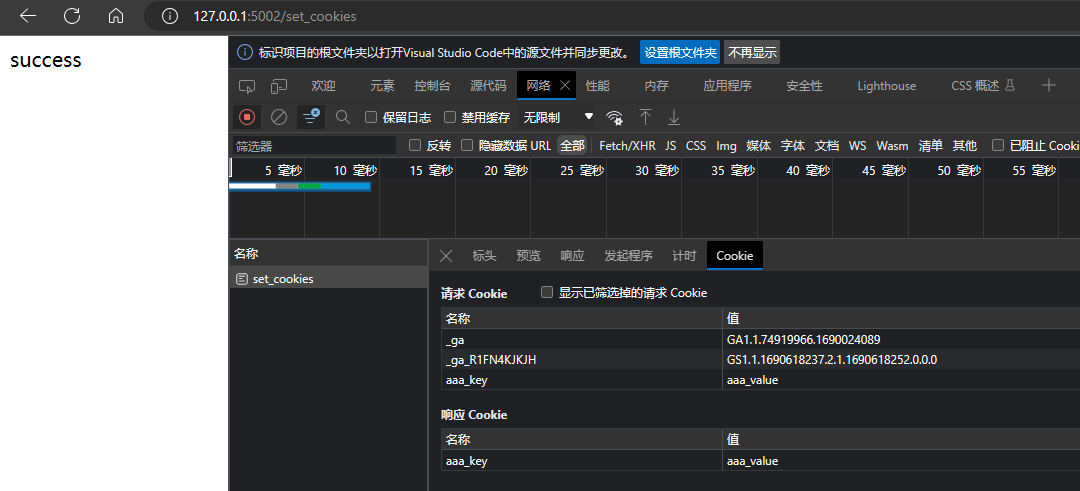 127.0.0.1:5002/set_cookies
success
标识项目的根文件夹以打开Visual Studio Code中的源文件并同步更改。 设置根文件夹 不再显示
欢迎 元素 控制台 源代码 网络 性能 内存 应用程序 安全性 Lighthouse CSS 概述
保留日志 禁用缓存 无限制
筛选器 反转 隐藏数据 URL 全部 Fetch/XHR JS CSS Img 媒体 字体 文档 WS Wasm 清单 其他 已阻止 Cooki
5 毫秒 10 毫秒 15 毫秒 20 毫秒 25 毫秒 30 毫秒 35 毫秒 40 毫秒 45 毫秒 50 毫秒 55 毫秒
名称
set_cookies
标头 预览 响应 发起程序 计时 Cookie
请求 Cookie 显示已筛选掉的请求 Cookie
名称 值
_ga GA1.1.74919966.1690024089
_ga_R1FN4KJKJH GS1.1.1690618237.2.1.1690618252.0.0.0
aaa_key aaa_value
响应 Cookie
名称 值
aaa_key aaa_value